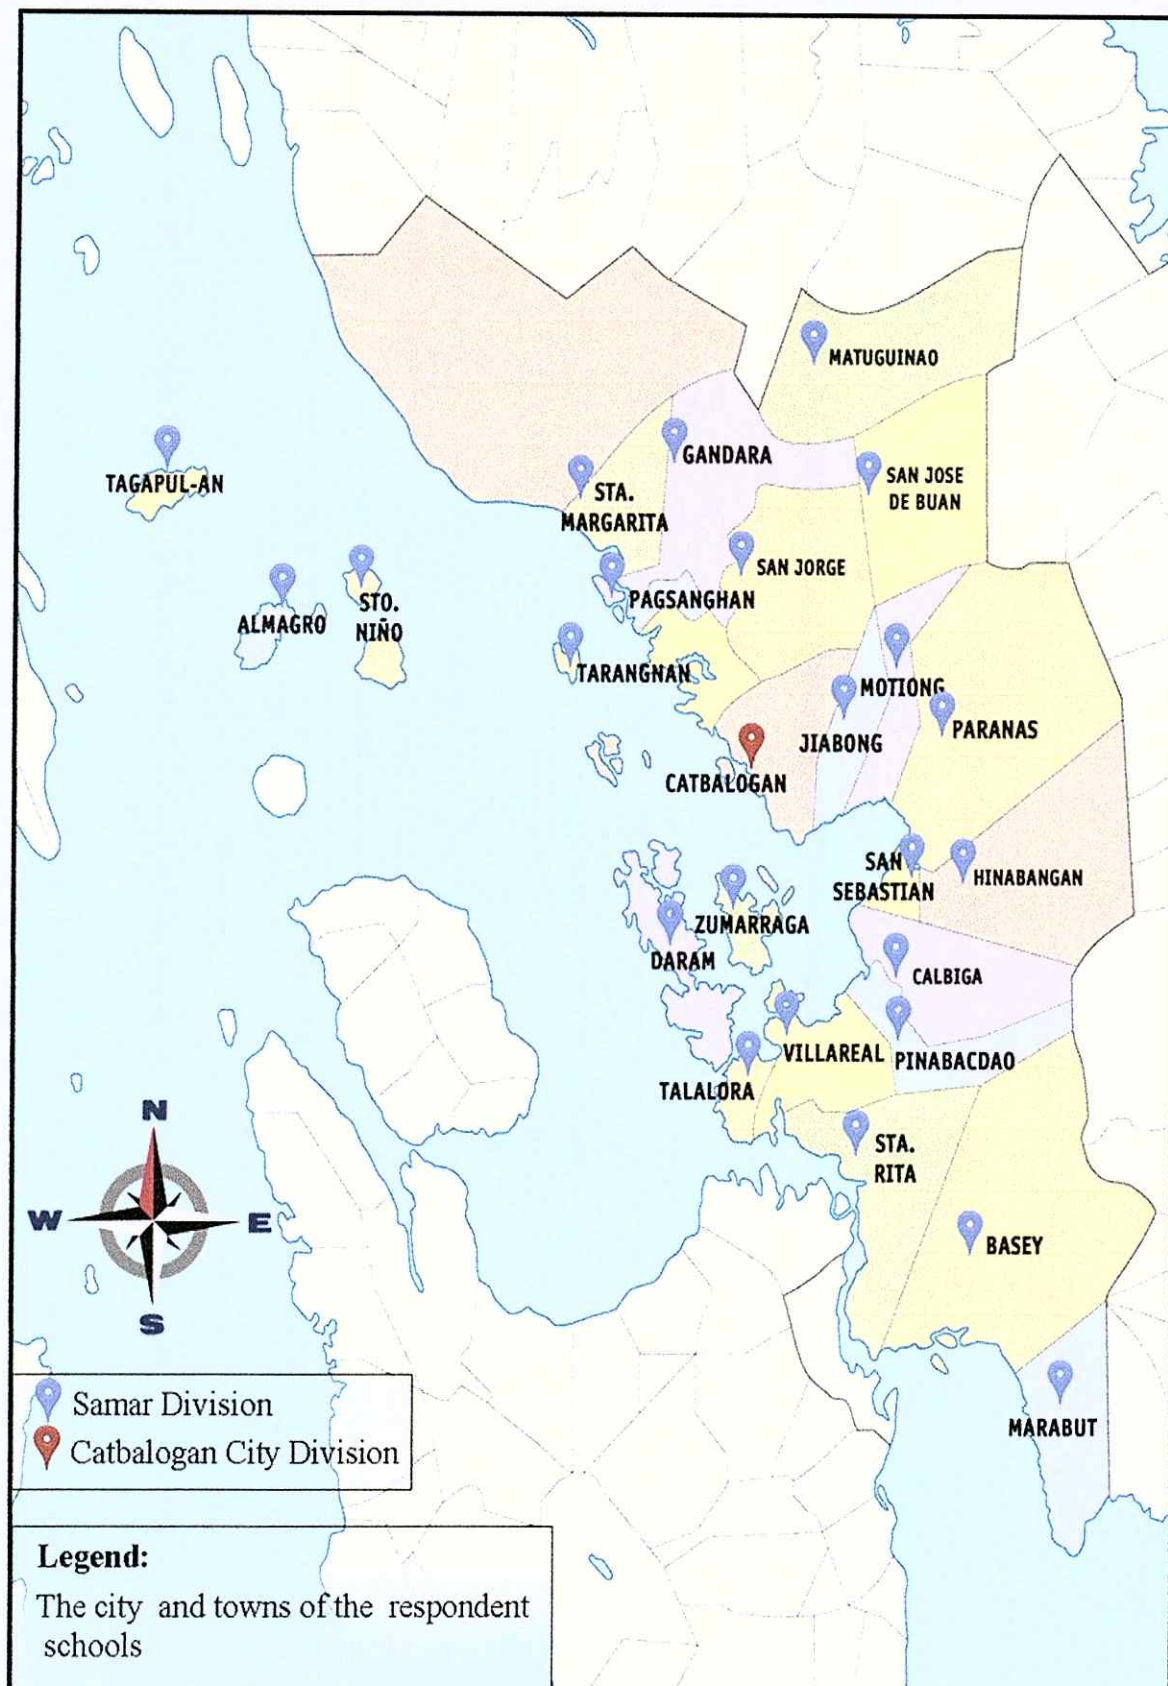 MATUGUINAO
GANDARA
TAGAPUL-AN
SAN JOSE
DE BUAN
STA.
MARGARITA
SAN JORGE
PAGSANGHAN
STO.
NIÑO
ALMAGRO
TARANGNAN
MOTIONG
JIABONG
PARANAS
CATBALOGAN
SAN
SEBASTIAN
HINABANGAN
ZUMARRAGA
DARAM
CALBIGA
VILLAREAL
PINABACDAO
TALALORA
STA.
RITA
BASEY
MARABUT
N
W
E
S
Samar Division
Catbalogan City Division
Legend:
The city and towns of the respondent
schools